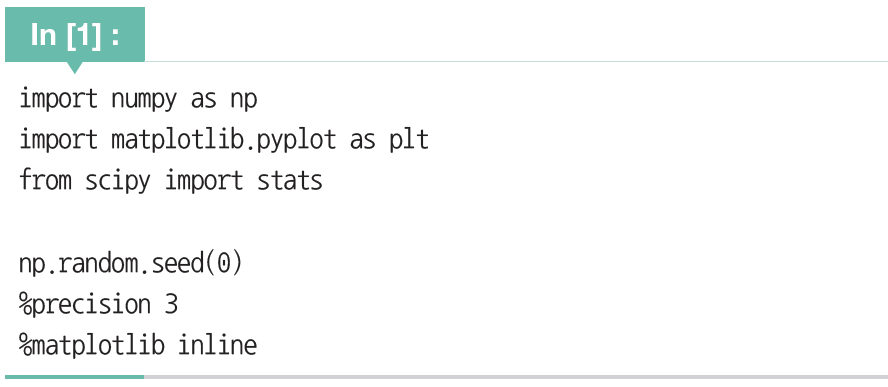 In [1] :
import numpy as np
import matplotlib.pyplot as plt
from scipy import stats
np.random.seed(0)
%precision 3
%matplotlib inline